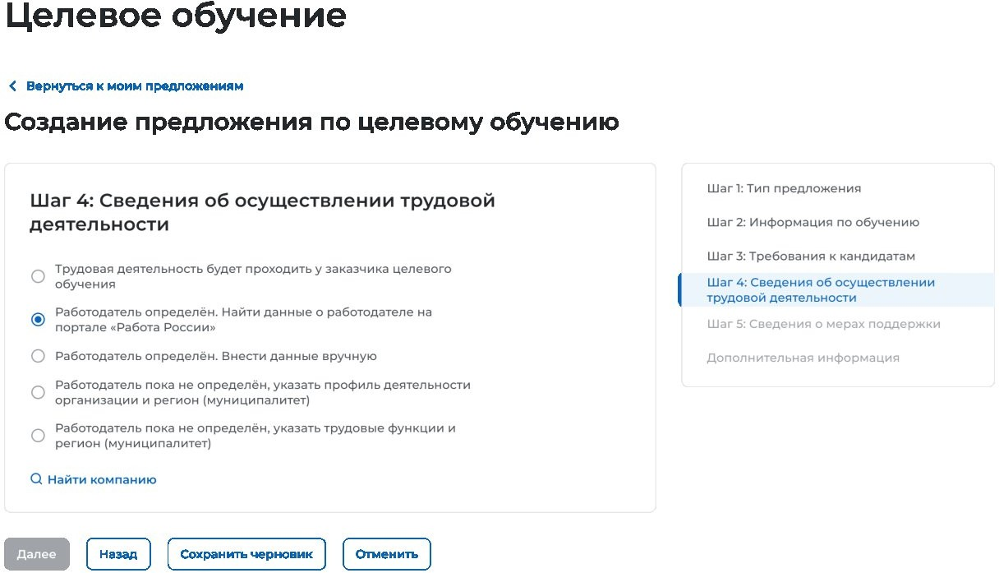 Целевое обучение
Вернуться к моим предложениям
Создание предложения по целевому обучению
Шаг 4: Сведения об осуществлении трудовой
деятельности
Трудовая деятельность будет проходить у заказчика целевого
обучения
Работодатель определён. Найти данные о работодателе на
портале «Работа России»
Работодатель определён. Внести данные вручную
Работодатель пока не определён, указать профиль деятельности
организации и регион (муниципалитет)
Работодатель пока не определён, указать трудовые функции и
регион (муниципалитет)
Найти компанию
Шаг 1: Тип предложения
Шаг 2: Информация по обучению
Шаг 3: Требования к кандидатам
Шаг 4: Сведения об осуществлении
трудовой деятельности
Шаг 5: Сведения о мерах поддержки
Дополнительная информация
Далее
Назад
Сохранить черновик
Отменить